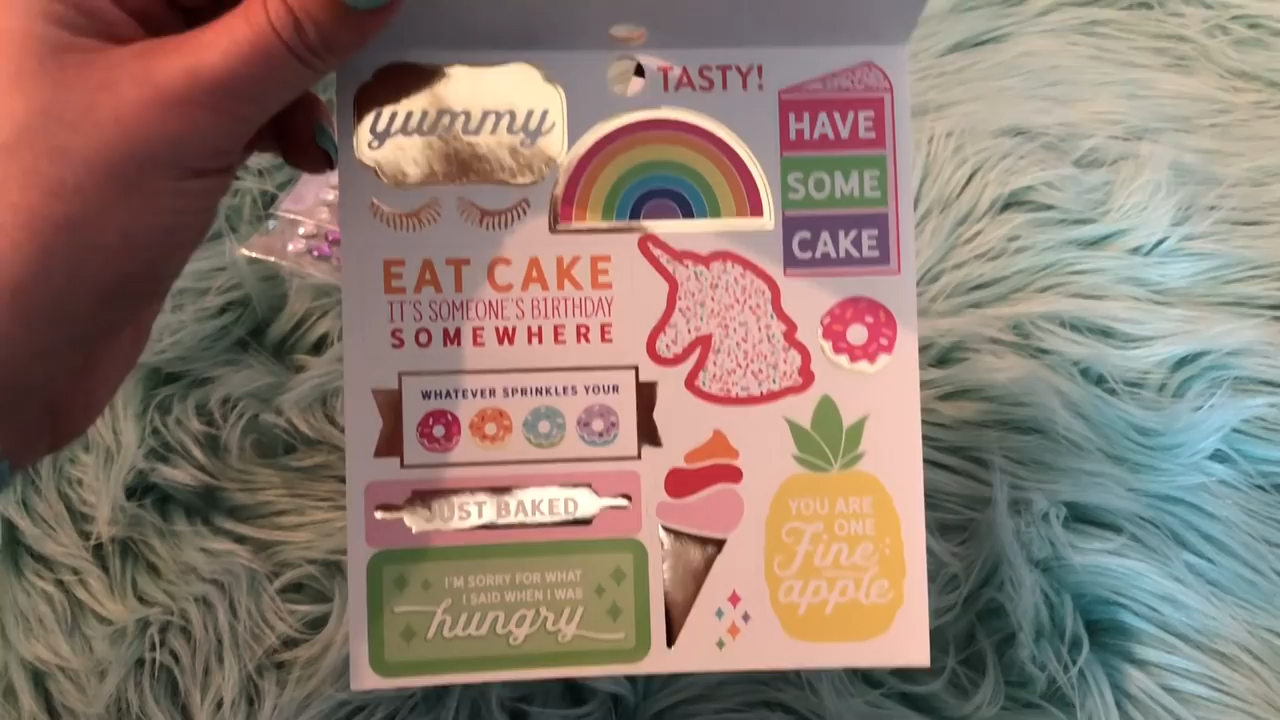 yummy
TASTY!
HAVE
SOME
CAKE
EAT CAKE
IT'S SOMEONE'S BIRTHDAY
SOMEWHERE
WHATEVER SPRINKLES YOUR
JUST BAKED
YOU ARE
ONE
Fine
apple
I'M SORRY FOR WHAT
I SAID WHEN I WAS
hungry